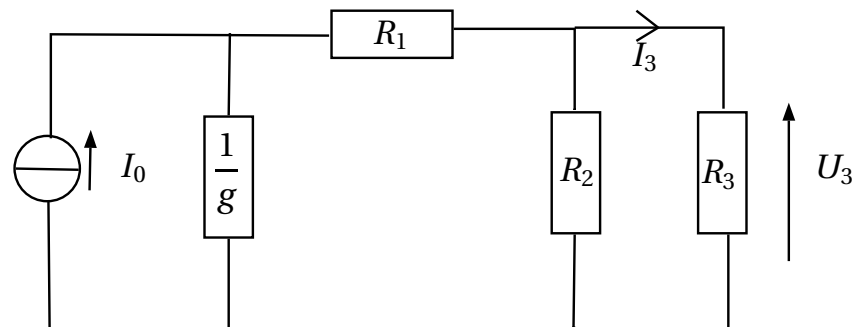 R₁
I₃
I₀
1
g
R₂
R₃
U₃